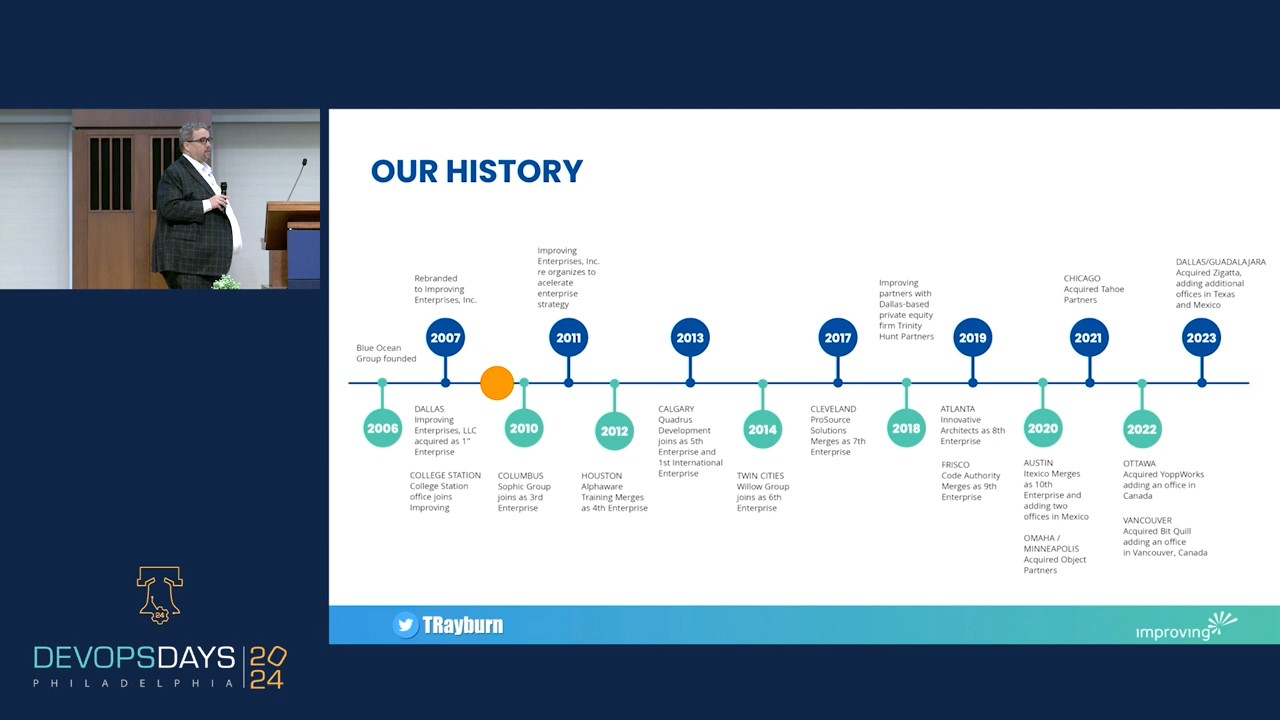 OUR HISTORY
Blue Ocean
Group founded
2006
Rebranded
to Improving
Enterprises, Inc.
2007
DALLAS
Improving
Enterprises, LLC
acquired as 1"
Enterprise
COLLEGE STATION
College Station
office joins
Improving
2010
COLUMBUS
Sophic Group
joins as 3rd
Enterprise
Improving
Enterprises, Inc.
re organizes to
acelerate
enterprise
strategy
2011
2012
HOUSTON
Alphaware
Training Merges
as 4th Enterprise
2013
CALGARY
Quadrus
Development
joins as 5th
Enterprise and
1st International
Enterprise
2014
TWIN CITIES
Willow Group
joins as 6th
Enterprise
2017
CLEVELAND
ProSource
Solutions
Merges as 7th
Enterprise
Improving
partners with
Dallas-based
private equity
firm Trinity
Hunt Partners
2018
2019
ATLANTA
Innovative
Architects as 8th
Enterprise
FRISCO
Code Authority
Merges as 9th
Enterprise
2020
AUSTIN
Itexico Merges
as 10th
Enterprise and
adding two
offices in Mexico
OMAHA /
MINNEAPOLIS
Acquired Object
Partners
CHICAGO
Acquired Tahoe
Partners
2021
2022
OTTAWA
Acquired YoppWorks
adding an office in
Canada
VANCOUVER
Acquired Bit Quill
adding an office
in Vancouver, Canada
DALLAS/GUADALAJARA
Acquired Zigatta,
adding additional
offices in Texas
and Mexico
2023
TRayburn
improving
24
DEVOPSDAYS
PHILADELPHIA
2024